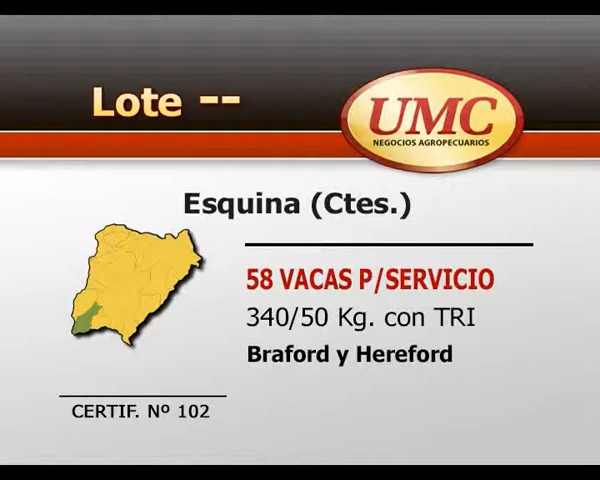 Lote --
UMC
NEGOCIOS AGROPECUARIOS
Esquina (Ctes.)
58 VACAS P/SERVICIO
340/50 Kg. con TRI
Braford y Hereford
CERTIF. Nº 102